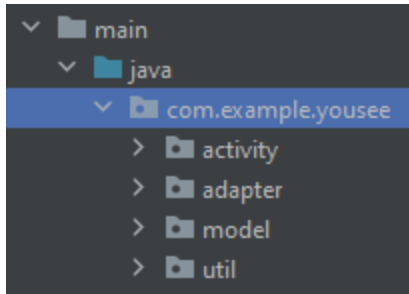 main
java
com.example.yousee
activity
adapter
model
util